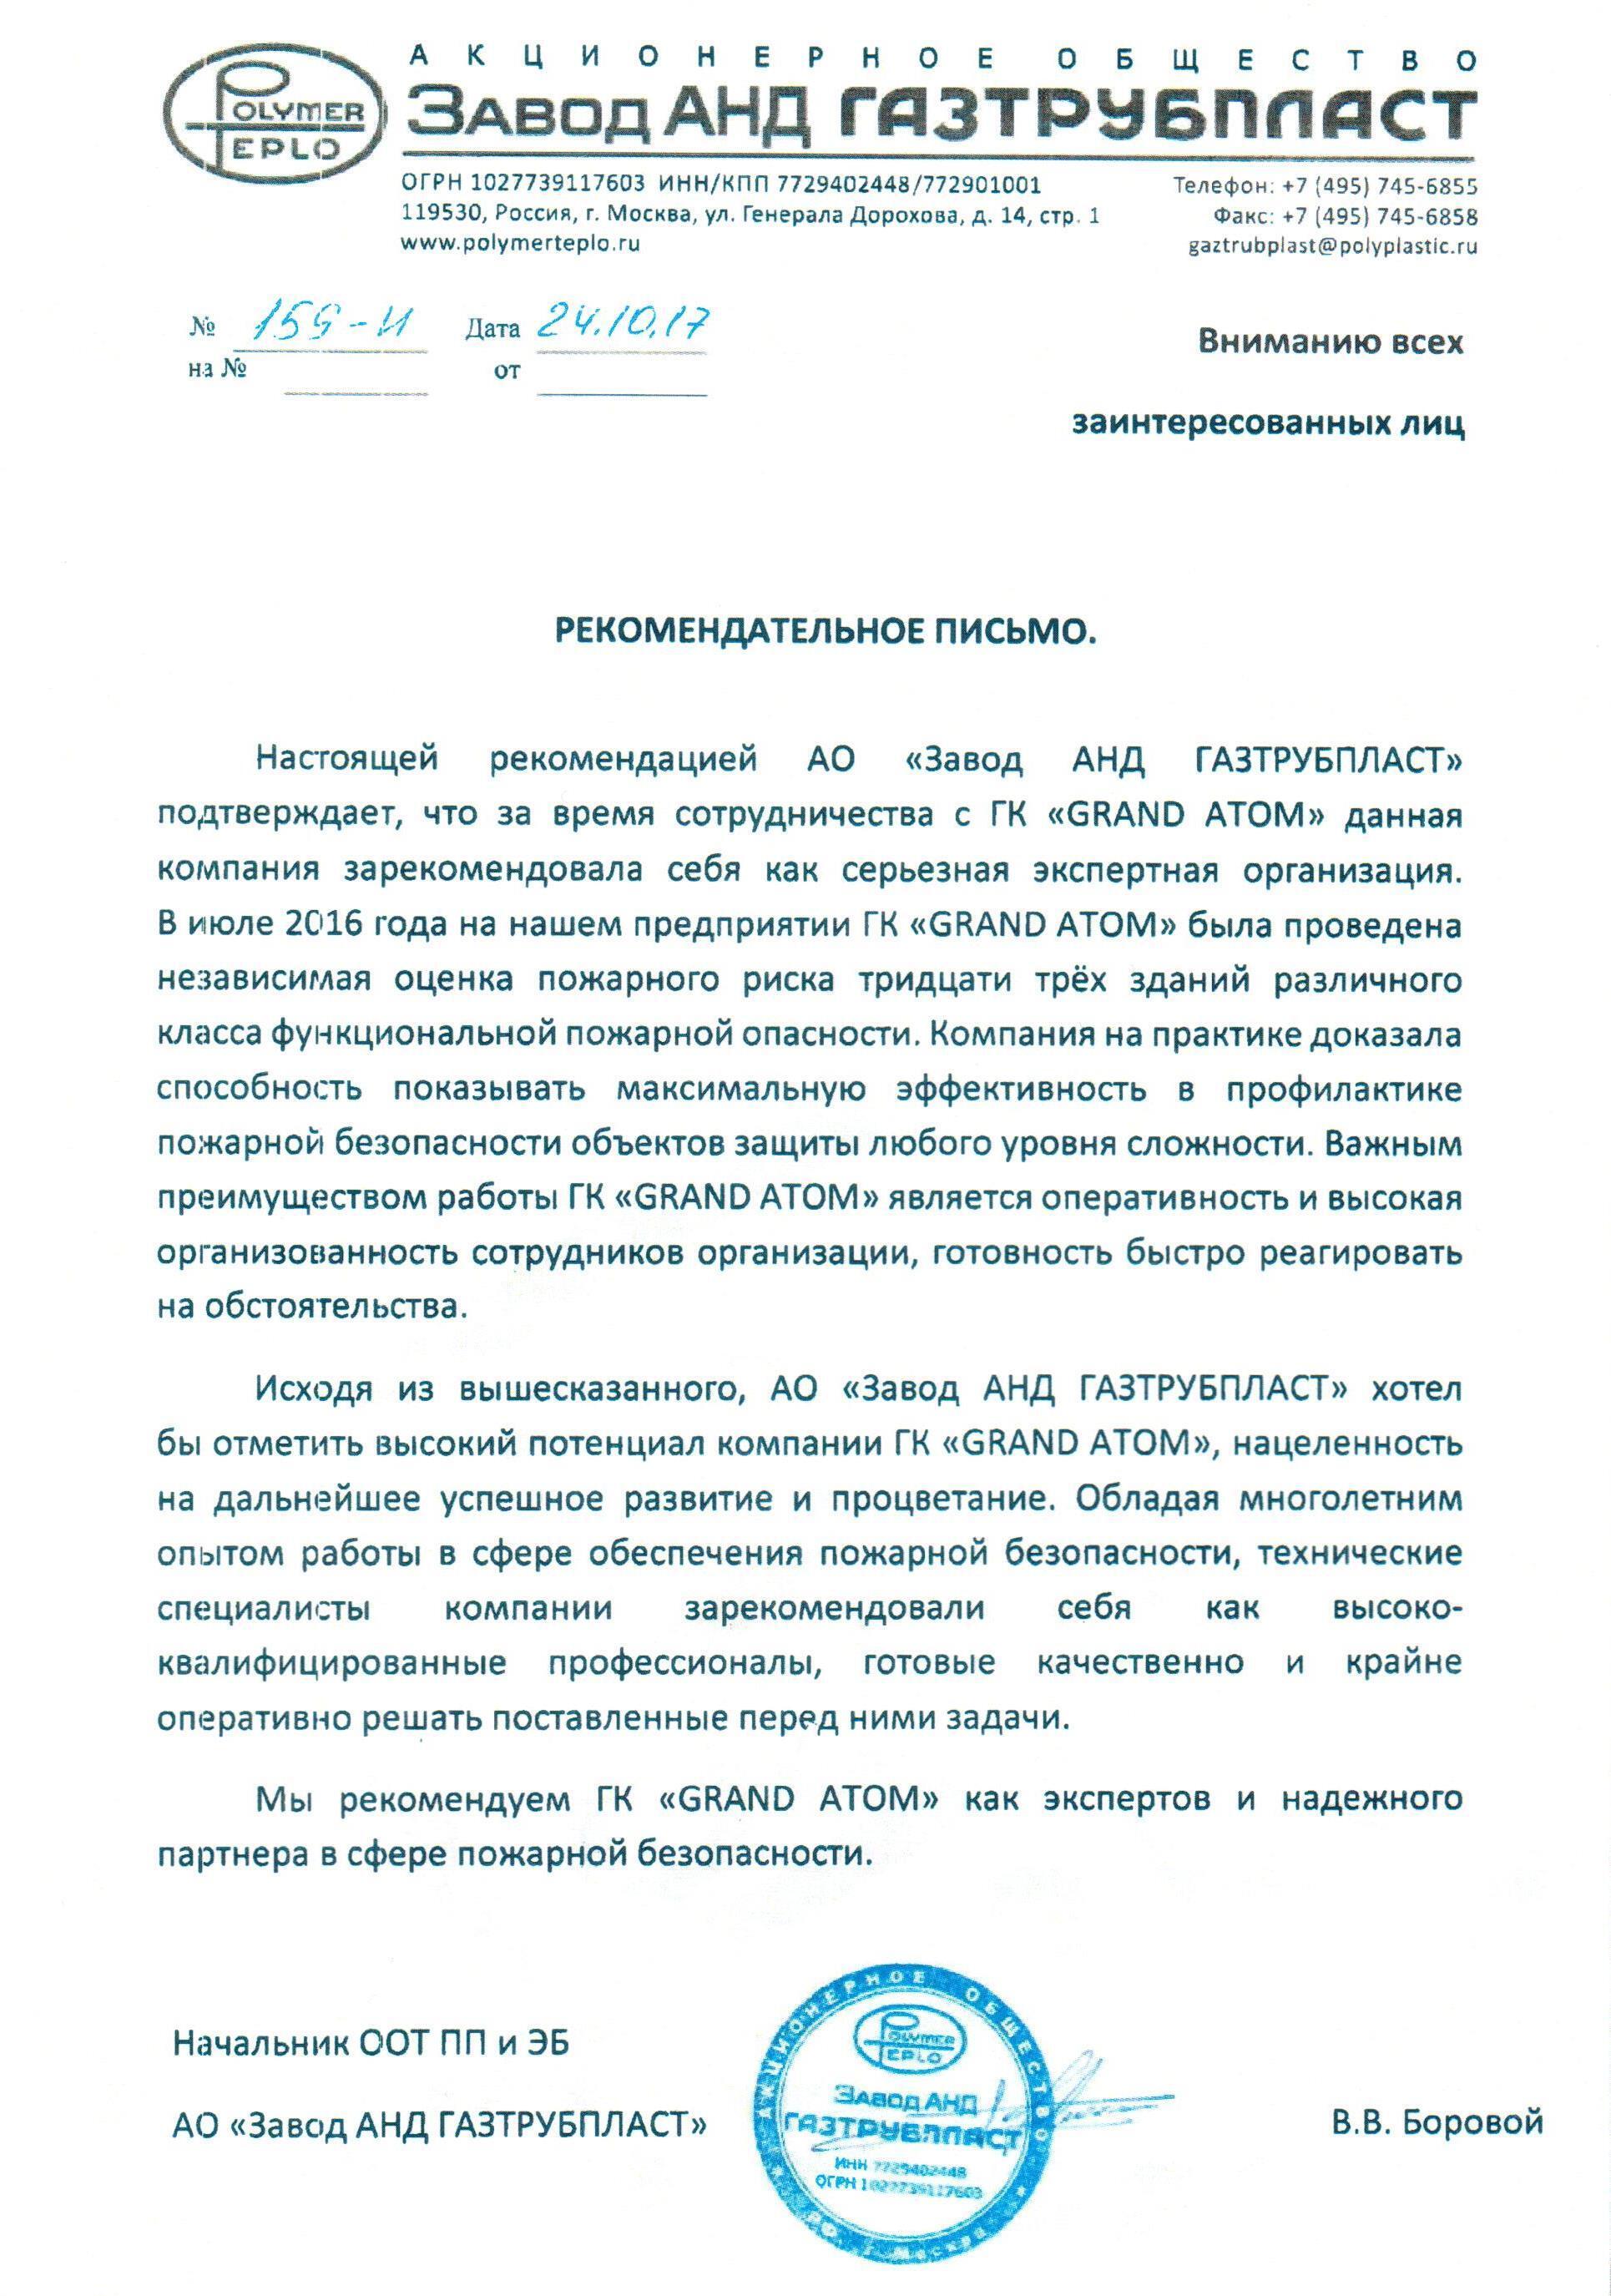 POLYMER
TEPLO
АКЦИОНЕРНОЕ ОБЩЕСТВО
ЗАВОД АНД ГАЗТРУБПЛАСТ
ОГРН 1027739117603 ИНН/КПП 7729402448/772901001
119530, Россия, г. Москва, ул. Генерала Дорохова, д. 14, стр. 1
www.polymerteplo.ru
Телефон: +7 (495) 745-6855
Факс: +7 (495) 745-6858
gaztrubplast@polyplastic.ru
№ 159-И Дата 24.10.17
на № от
Вниманию всех
заинтересованных лиц
РЕКОМЕНДАТЕЛЬНОЕ ПИСЬМО.
Настоящей рекомендацией АО «Завод АНД ГАЗТРУБПЛАСТ»
подтверждает, что за время сотрудничества с ГК «GRAND ATOM» данная
компания зарекомендовала себя как серьезная экспертная организация.
В июле 2016 года на нашем предприятии ГК «GRAND ATOM» была проведена
независимая оценка пожарного риска тридцати трёх зданий различного
класса функциональной пожарной опасности. Компания на практике доказала
способность показывать максимальную эффективность в профилактике
пожарной безопасности объектов защиты любого уровня сложности. Важным
преимуществом работы ГК «GRAND ATOM» является оперативность и высокая
организованность сотрудников организации, готовность быстро реагировать
на обстоятельства.
Исходя из вышесказанного, АО «Завод АНД ГАЗТРУБПЛАСТ» хотел
бы отметить высокий потенциал компании ГК «GRAND ATOM», нацеленность
на дальнейшее успешное развитие и процветание. Обладая многолетним
опытом работы в сфере обеспечения пожарной безопасности, технические
специалисты компании зарекомендовали себя как высоко-
квалифицированные профессионалы, готовые качественно и крайне
оперативно решать поставленные перед ними задачи.
Мы рекомендуем ГК «GRAND ATOM» как экспертов и надежного
партнера в сфере пожарной безопасности.
Начальник ООТ ПП и ЭБ
АО «Завод АНД ГАЗТРУБПЛАСТ»
В.В. Боровой
АКЦИОНЕРНОЕ ОБЩЕСТВО
POLYMER
TEPLO
ЗАВОД АНД
ГАЗТРУБПЛАСТ
ИНН 7729402448
ОГРН 1027739117603
РФ, г. Москва